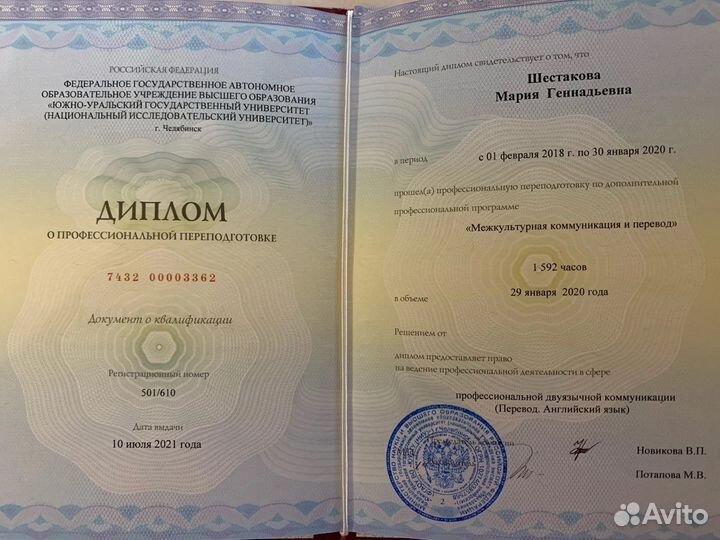 РОССИЙСКАЯ ФЕДЕРАЦИЯ
ФЕДЕРАЛЬНОЕ ГОСУДАРСТВЕННОЕ АВТОНОМНОЕ
ОБРАЗОВАТЕЛЬНОЕ УЧРЕЖДЕНИЕ ВЫСШЕГО ОБРАЗОВАНИЯ
«ЮЖНО-УРАЛЬСКИЙ ГОСУДАРСТВЕННЫЙ УНИВЕРСИТЕТ
(НАЦИОНАЛЬНЫЙ ИССЛЕДОВАТЕЛЬСКИЙ УНИВЕРСИТЕТ)»
г. Челябинск
ДИПЛОМ
О ПРОФЕССИОНАЛЬНОЙ ПЕРЕПОДГОТОВКЕ
7432 00003362
Документ о квалификации
Регистрационный номер
501/610
Дата выдачи
10 июля 2021 года
Настоящий диплом свидетельствует о том, что
Шестакова
Мария Геннадьевна
в период с 01 февраля 2018 г. по 30 января 2020 г.
прошел(а) профессиональную переподготовку по дополнительной
профессиональной программе
«Межкультурная коммуникация и перевод»
1 592 часов
в объеме 29 января 2020 года
Решением от
диплом предоставляет право
на ведение профессиональной деятельности в сфере
профессиональной двуязычной коммуникации
(Перевод. Английский язык)
Новикова В.П.
Потапова М.В.
2
Avito